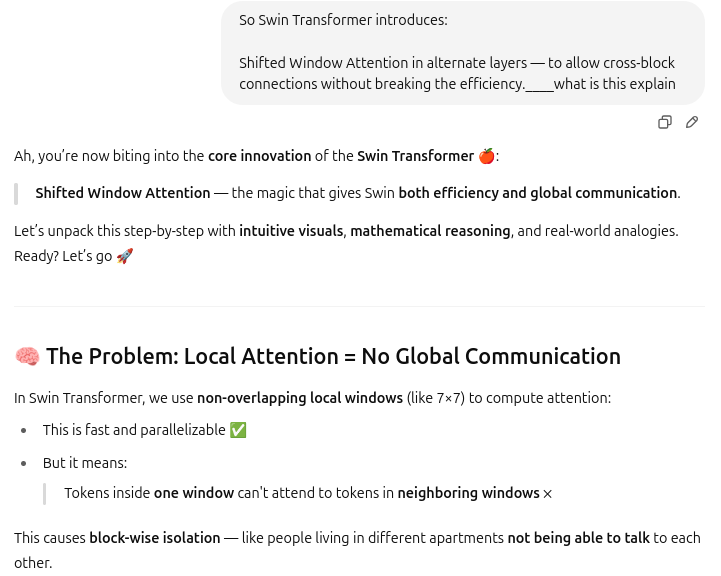 So Swin Transformer introduces:
Shifted Window Attention in alternate layers — to allow cross-block
connections without breaking the efficiency.____what is this explain
Ah, you’re now biting into the core innovation of the Swin Transformer 🍎:
Shifted Window Attention — the magic that gives Swin both efficiency and global communication.
Let’s unpack this step-by-step with intuitive visuals, mathematical reasoning, and real-world analogies.
Ready? Let’s go 🚀
🧠 The Problem: Local Attention = No Global Communication
In Swin Transformer, we use non-overlapping local windows (like 7×7) to compute attention:
• This is fast and parallelizable ✅
• But it means:
Tokens inside one window can't attend to tokens in neighboring windows ×
This causes block-wise isolation — like people living in different apartments not being able to talk to each
other.